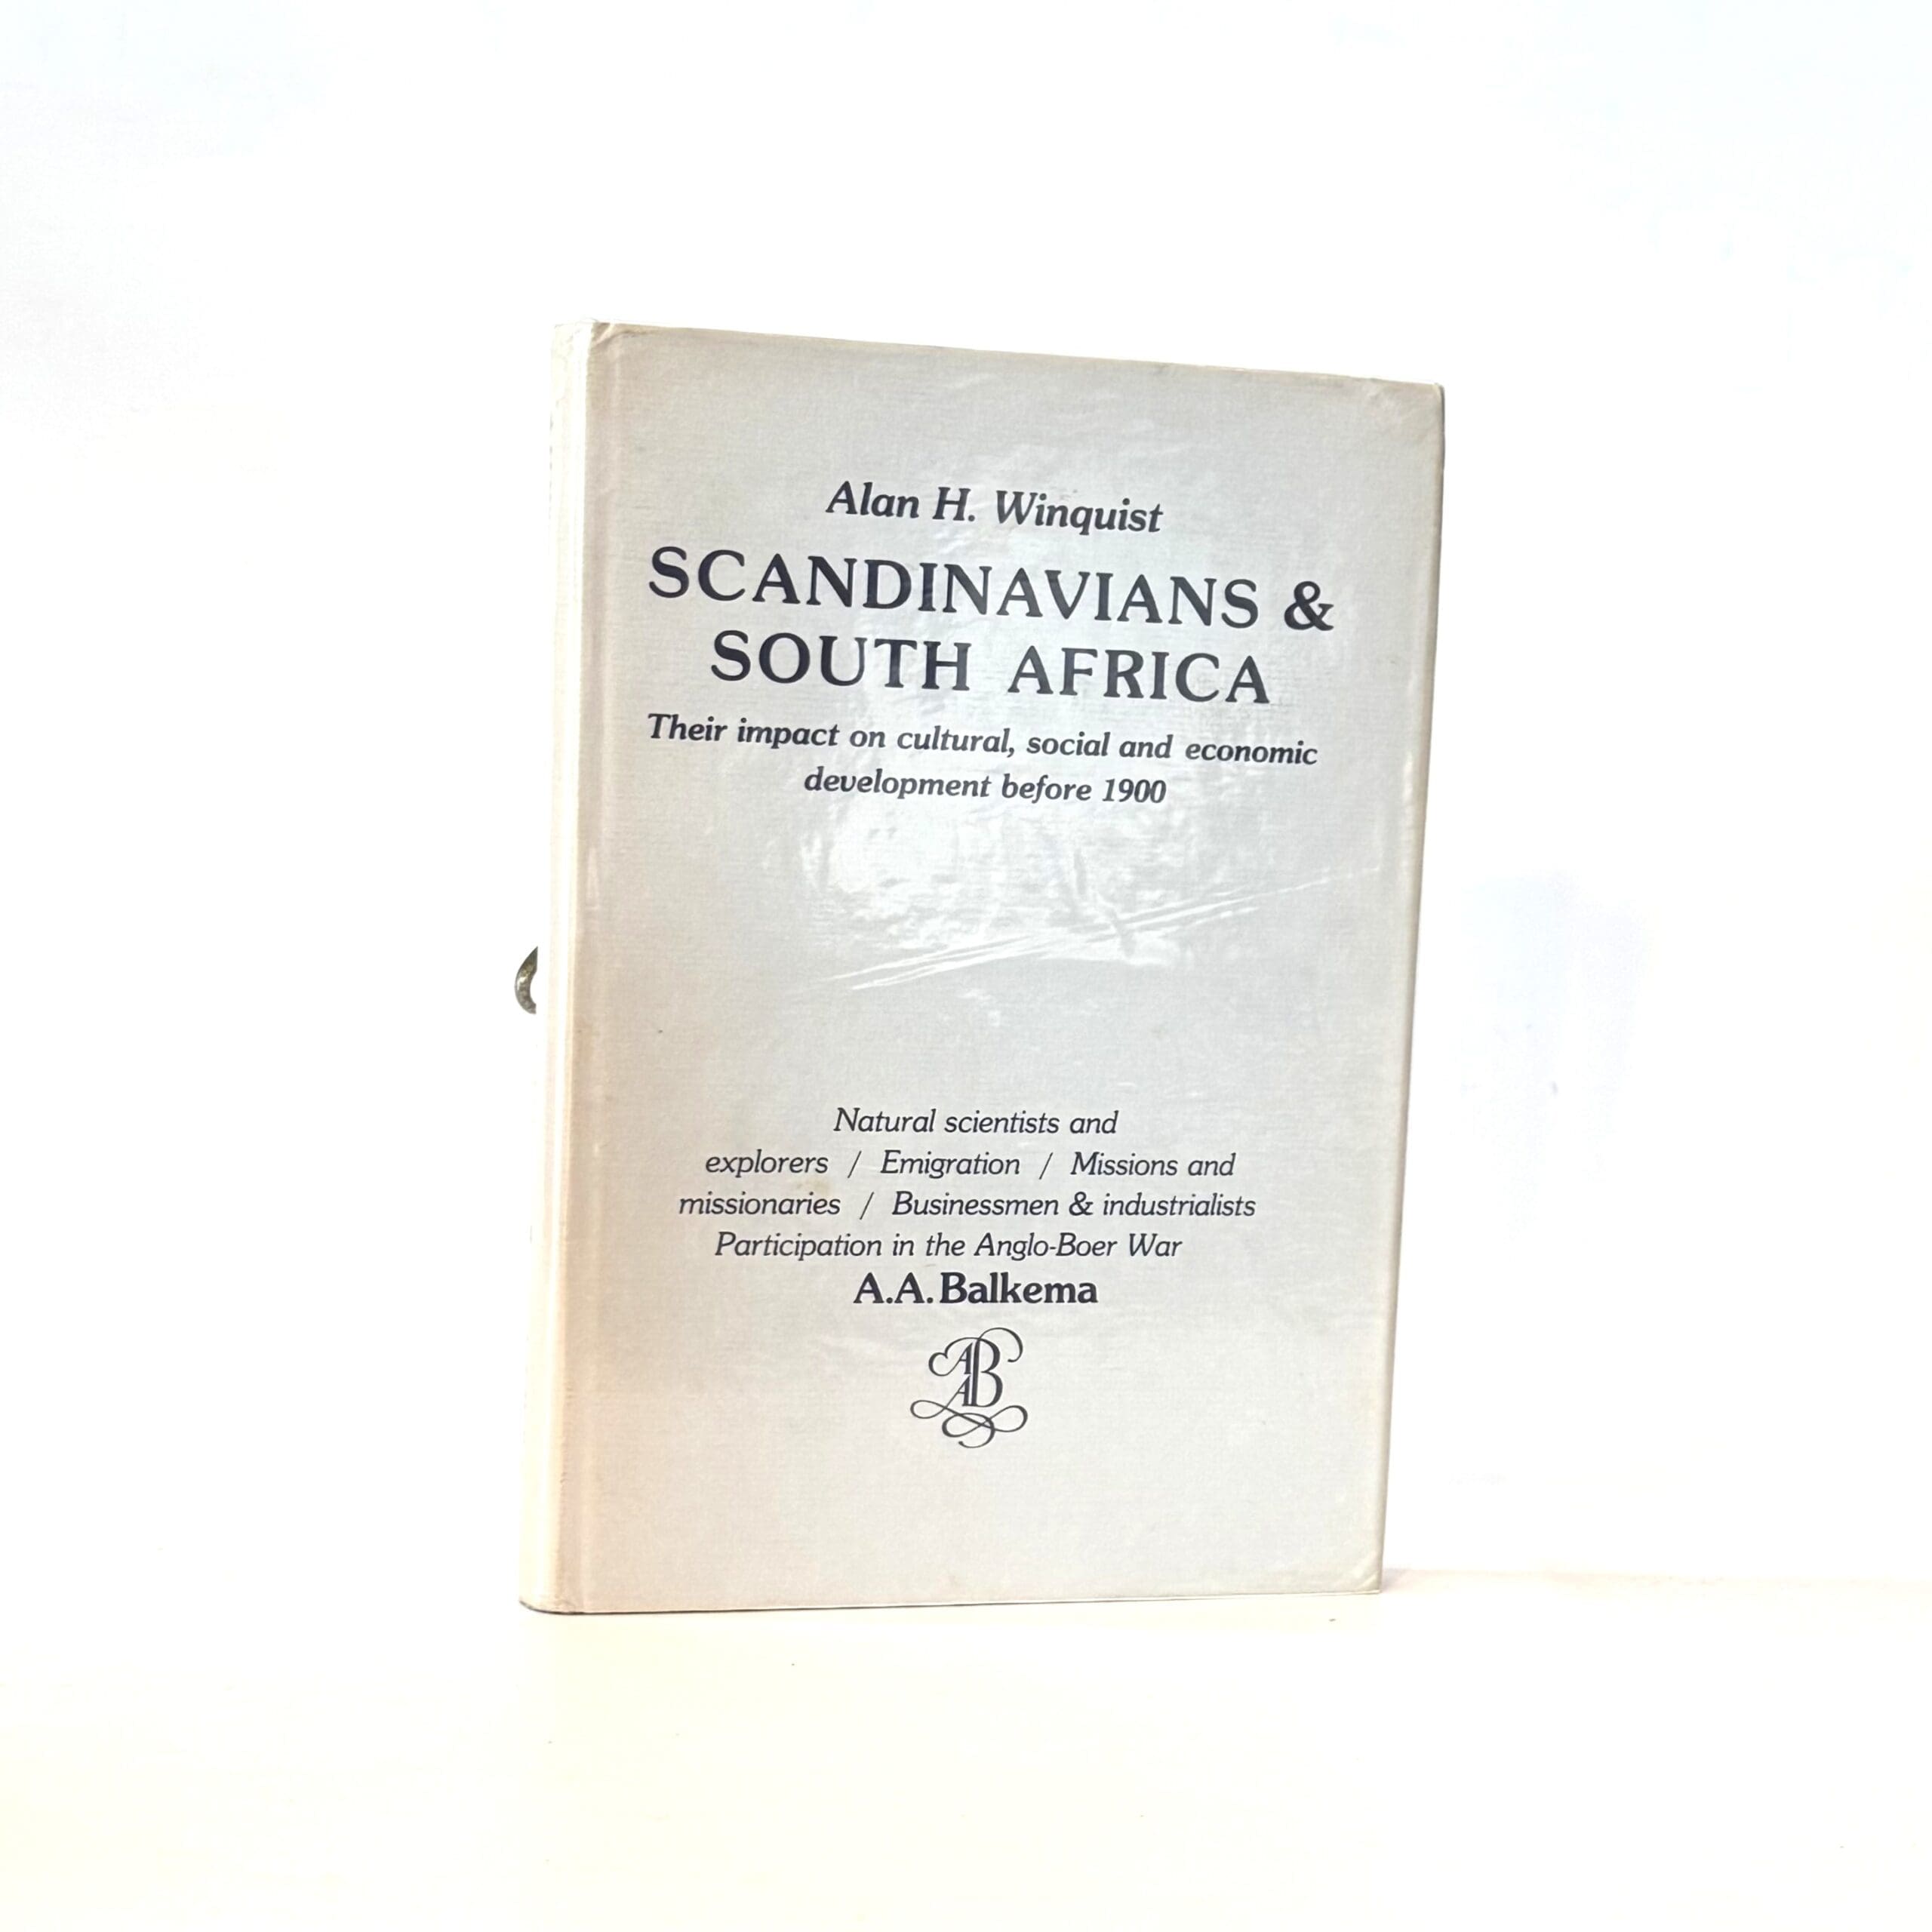 Alan H. Winquist
SCANDINAVIANS &
SOUTH AFRICA
Their impact on cultural, social and economic
development before 1900
Natural scientists and
explorers / Emigration / Missions and
missionaries / Businessmen & industrialists
Participation in the Anglo-Boer War
A.A. Balkema
AAB